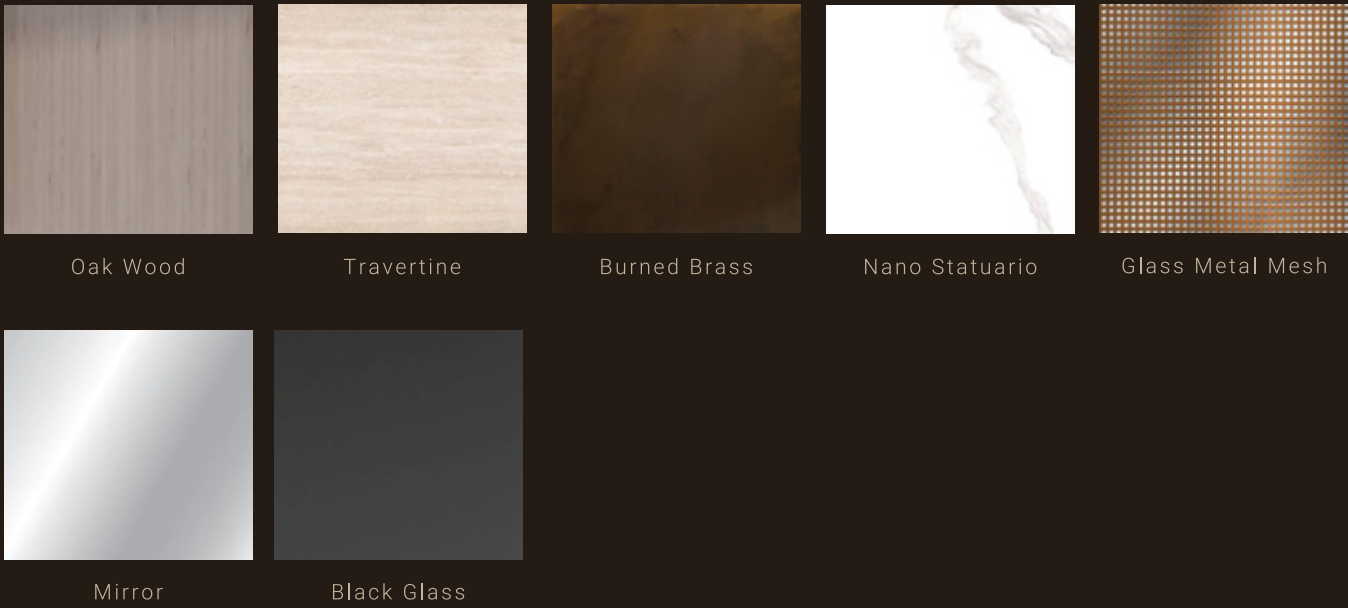 Oak Wood
Travertine
Burned Brass
Nano Statuario
Glass Metal Mesh
Mirror
Black Glass